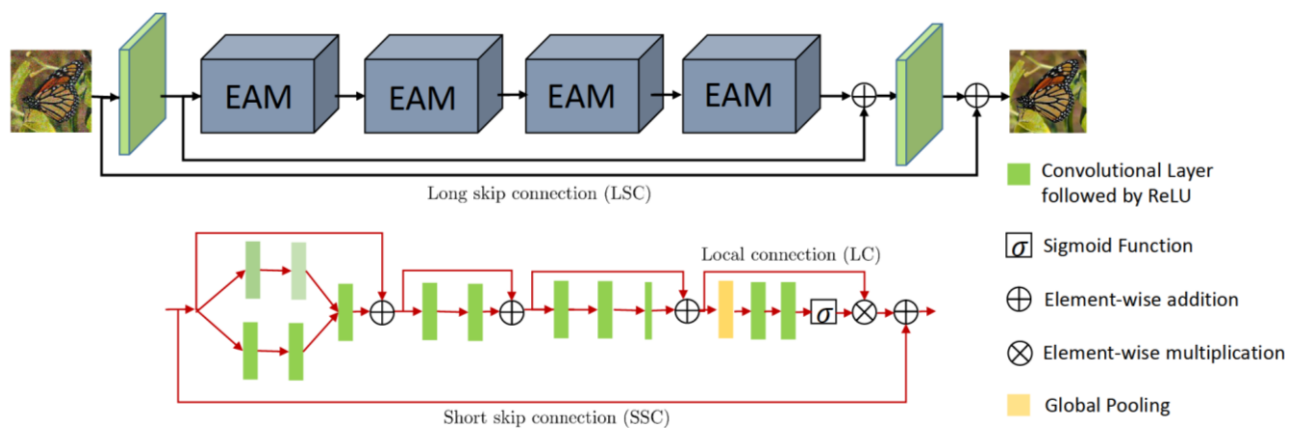 EAM
EAM
EAM
EAM
Long skip connection (LSC)
Convolutional Layer
followed by ReLU
Local connection (LC)
σ
Sigmoid Function
σ
Element-wise addition
Element-wise multiplication
Short skip connection (SSC)
Global Pooling